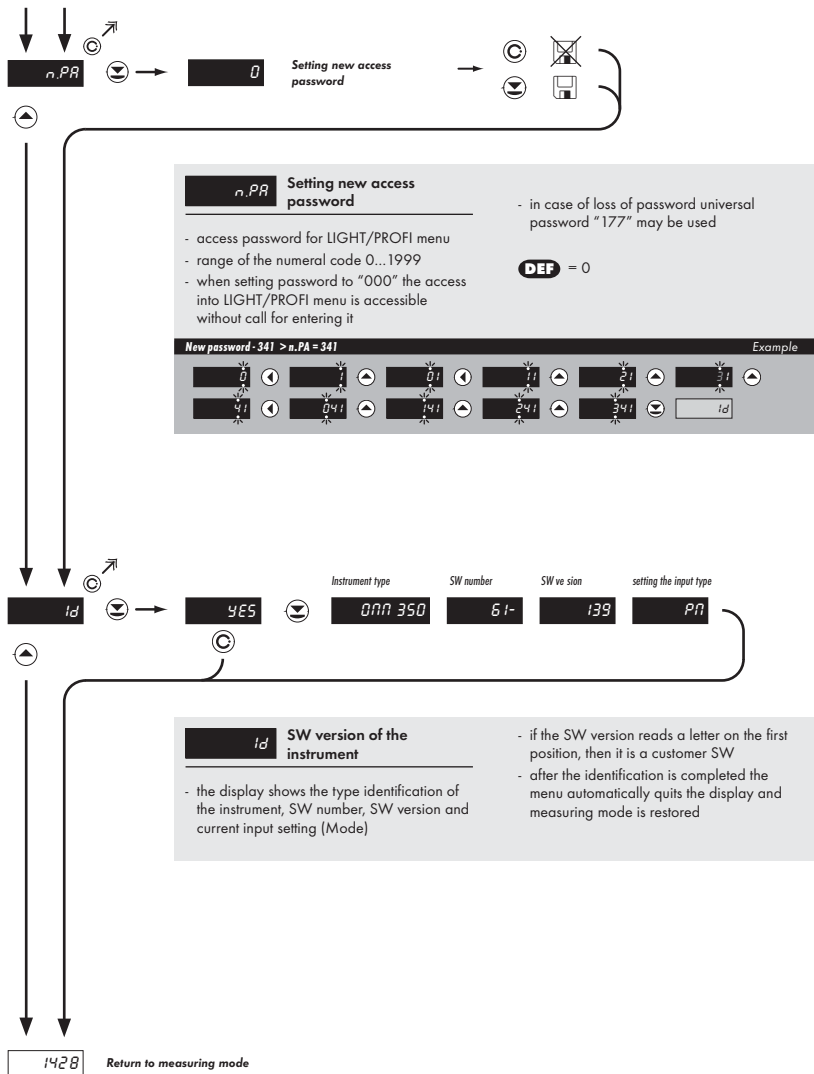 n.PA
0
Setting new access
password
n.PA
Setting new access
password
- access password for LIGHT/PROFI menu
- range of the numeral code 0...1999
- when setting password to “000” the access
into LIGHT/PROFI menu is accessible
without call for entering it
- in case of loss of password universal
password “177” may be used
DEF = 0
New password - 341 > n.PA = 341
Example
0 1 01 11 21 31
41 041 141 241 341 Id
Instrument type
SW number
SW ve sion
setting the input type
Id
YES
OMM 350
61-
139
PM
Id
SW version of the
instrument
- the display shows the type identification of
the instrument, SW number, SW version and
current input setting (Mode)
- if the SW version reads a letter on the first
position, then it is a customer SW
- after the identification is completed the
menu automatically quits the display and
measuring mode is restored
1428
Return to measuring mode